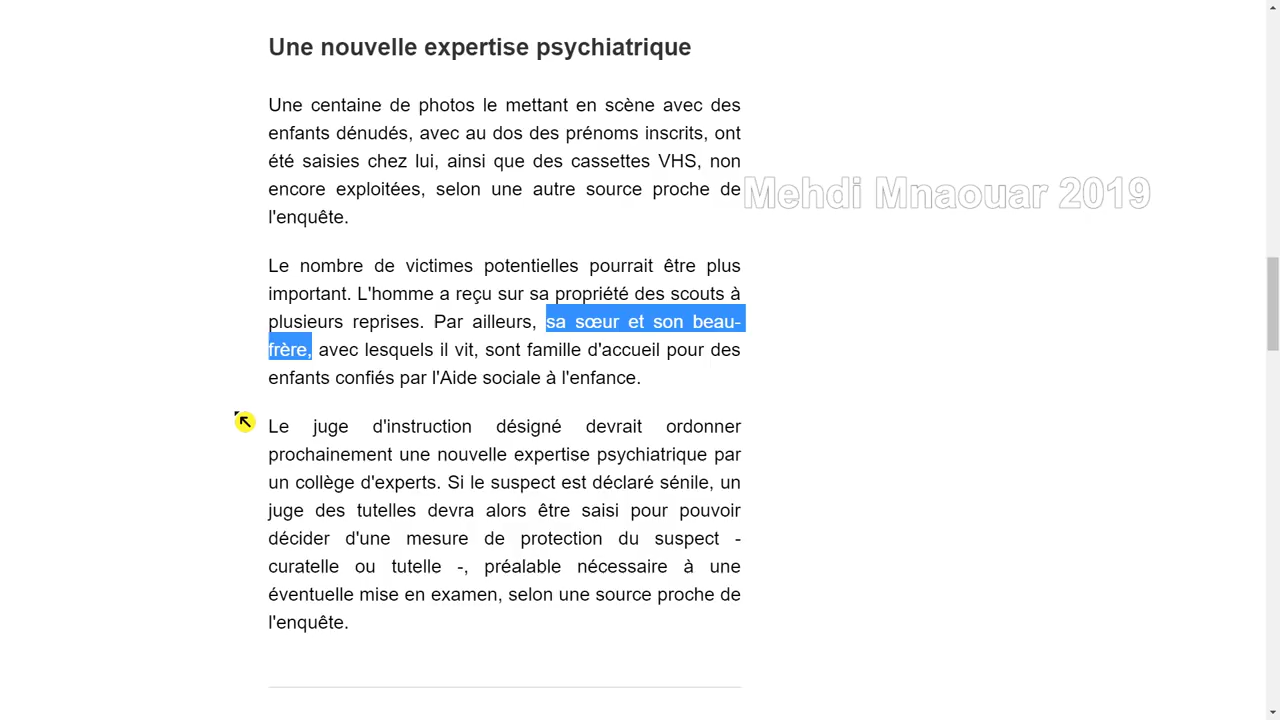 Une nouvelle expertise psychiatrique
Une centaine de photos le mettant en scène avec des
enfants dénudés, avec au dos des prénoms inscrits, ont
été saisies chez lui, ainsi que des cassettes VHS, non
encore exploitées, selon une autre source proche de
l'enquête.
Mehdi Mnaouar 2019
Le nombre de victimes potentielles pourrait être plus
important. L'homme a reçu sur sa propriété des scouts à
plusieurs reprises. Par ailleurs, sa sœur et son beau-
frère, avec lesquels il vit, sont famille d'accueil pour des
enfants confiés par l'Aide sociale à l'enfance.
Le juge d'instruction désigné devrait ordonner
prochainement une nouvelle expertise psychiatrique par
un collège d'experts. Si le suspect est déclaré sénile, un
juge des tutelles devra alors être saisi pour pouvoir
décider d'une mesure de protection du suspect -
curatelle ou tutelle -, préalable nécessaire à une
éventuelle mise en examen, selon une source proche de
l'enquête.